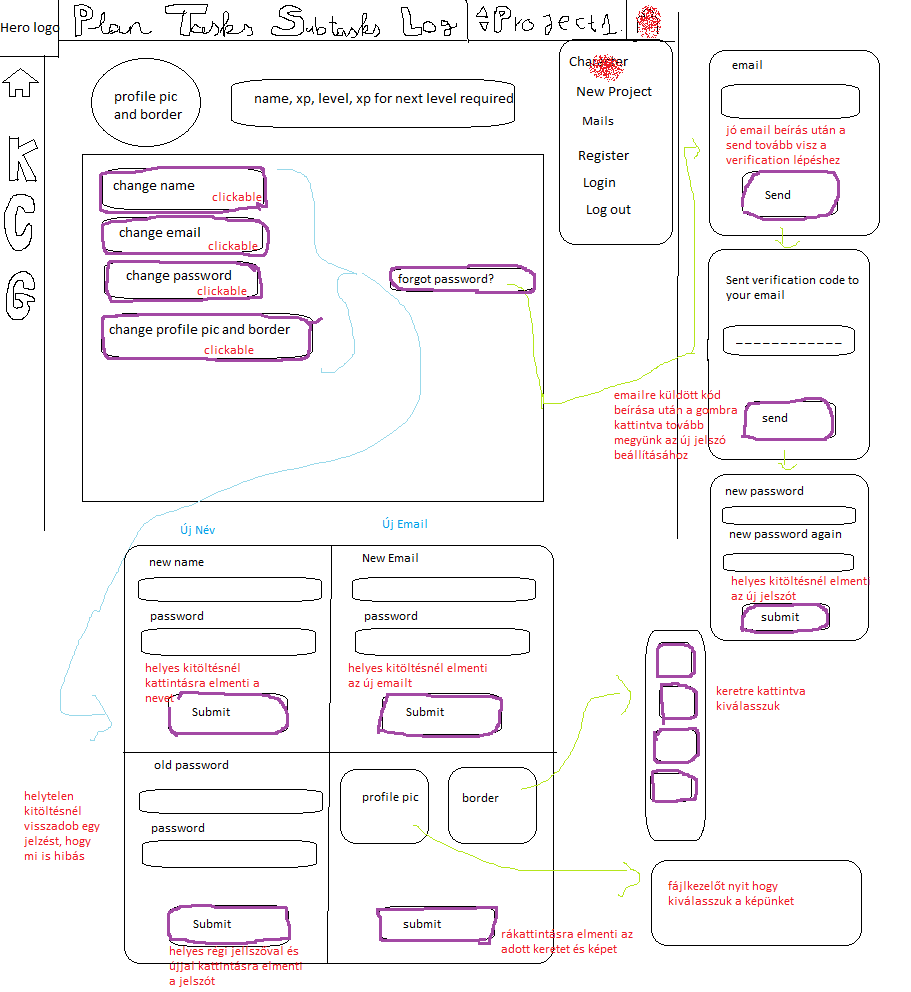 Hero logo
Plan Tasks Subtasks Log Project1.
Character
New Project
Mails
Register
Login
Log out
K
C
G
profile pic
and border
name, xp, level, xp for next level required
change name
clickable
change email
clickable
change password
clickable
change profile pic and border
clickable
forgot password?
email
jó email beírás után a
send tovább visz a
verification lépéshez
Send
Sent verification code to
your email
____________
emailre küldött kód
beírása után a gombra
kattintva tovább
megyünk az új jelszó
beállításához
send
new password
new password again
helyes kitöltésnél elmenti
az új jelszót
submit
Új Név
Új Email
new name
password
helyes kitöltésnél
kattintásra elmenti a
nevet
Submit
New Email
password
helyes kitöltésnél elmenti
az új emailt
Submit
helytelen
kitöltésnél
visszadob egy
jelzést, hogy
mi is hibás
old password
password
Submit
helyes régi jellszóval és
újjal kattintásra elmenti
a jelszót
profile pic
border
submit
rákattintásra elmenti az
adott keretet és képet
keretre kattintva
kiválasszuk
fájlkezelőt nyit hogy
kiválasszuk a képünket